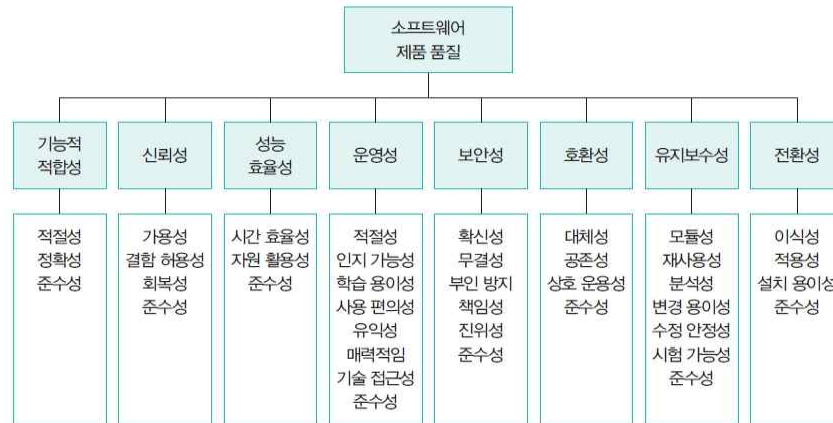 소프트웨어
제품 품질
기능적
적합성
신뢰성
성능
효율성
운영성
보안성
호환성
유지보수성
전환성
적절성
정확성
준수성
가용성
결함 허용성
회복성
준수성
시간 효율성
자원 활용성
준수성
적절성
인지 가능성
학습 용이성
사용 편의성
유익성
매력적임
기술 접근성
준수성
확신성
무결성
부인 방지
책임성
진위성
준수성
대체성
공존성
상호 운용성
준수성
모듈성
재사용성
분석성
변경 용이성
수정 안정성
시험 가능성
준수성
이식성
적용성
설치 용이성
준수성